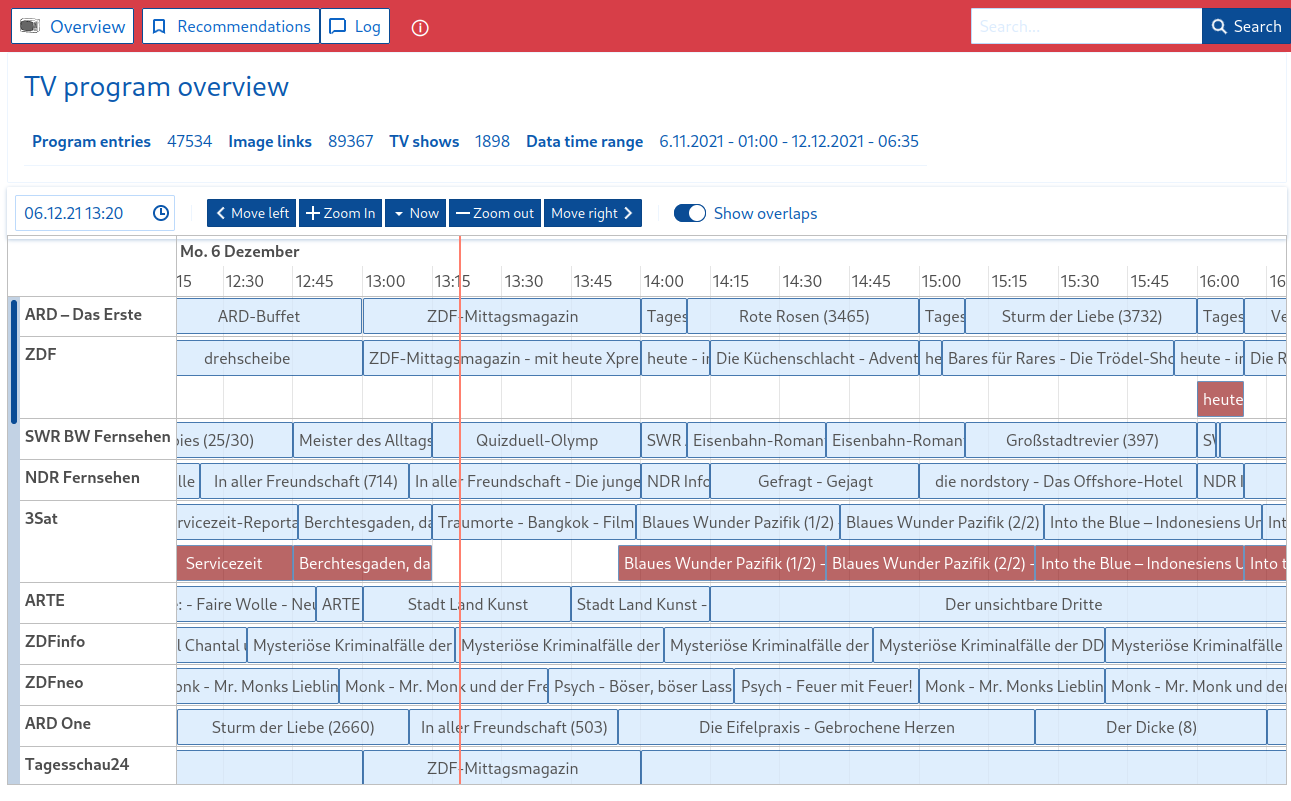 Overview Recommendations Log Search... Search
TV program overview
Program entries 47534 Image links 89367 TV shows 1898 Data time range 6.11.2021 - 01:00 - 12.12.2021 - 06:35
06.12.21 13:20 Move left Zoom In Now Zoom out Move right Show overlaps
Mo. 6 Dezember
15 12:30 12:45 13:00 13:15 13:30 13:45 14:00 14:15 14:30 14:45 15:00 15:15 15:30 15:45 16:00 16
ARD – Das Erste ARD-Buffet ZDF-Mittagsmagazin Tages Rote Rosen (3465) Tages Sturm der Liebe (3732) Tages Ve
ZDF drehscheibe ZDF-Mittagsmagazin - mit heute Xpre heute - in Die Küchenschlacht - Advent he Bares für Rares - Die Trödel-Sho heute - in Die R
heute
SWR BW Fernsehen bies (25/30) Meister des Alltags Quizduell-Olymp SWR Eisenbahn-Roman Eisenbahn-Roman Großstadtrevier (397) SW
NDR Fernsehen lle In aller Freundschaft (714) In aller Freundschaft - Die junge NDR Info Gefragt - Gejagt die nordstory - Das Offshore-Hotel NDR I
3Sat rvicezeit-Reporta Berchtesgaden, da Traumorte - Bangkok - Film Blaues Wunder Pazifik (1/2) Blaues Wunder Pazifik (2/2) Into the Blue – Indonesiens Un Int
Servicezeit Berchtesgaden, da Blaues Wunder Pazifik (1/2) - Blaues Wunder Pazifik (2/2) - Into the Blue – Indonesiens U Into t
ARTE e: - Faire Wolle - Neu ARTE Stadt Land Kunst Stadt Land Kunst - Der unsichtbare Dritte
ZDFinfo l Chantal u Mysteriöse Kriminalfälle der Mysteriöse Kriminalfälle der Mysteriöse Kriminalfälle der Mysteriöse Kriminalfälle der DD Mysteriöse Kriminalfälle
ZDFneo onk - Mr. Monks Lieblin Monk - Mr. Monk und der Fre Psych - Böser, böser Lass Psych - Feuer mit Feuer! Monk - Mr. Monks Lieblin Monk - Mr. Monk und der
ARD One Sturm der Liebe (2660) In aller Freundschaft (503) Die Eifelpraxis - Gebrochene Herzen Der Dicke (8)
Tagesschau24 ZDF-Mittagsmagazin